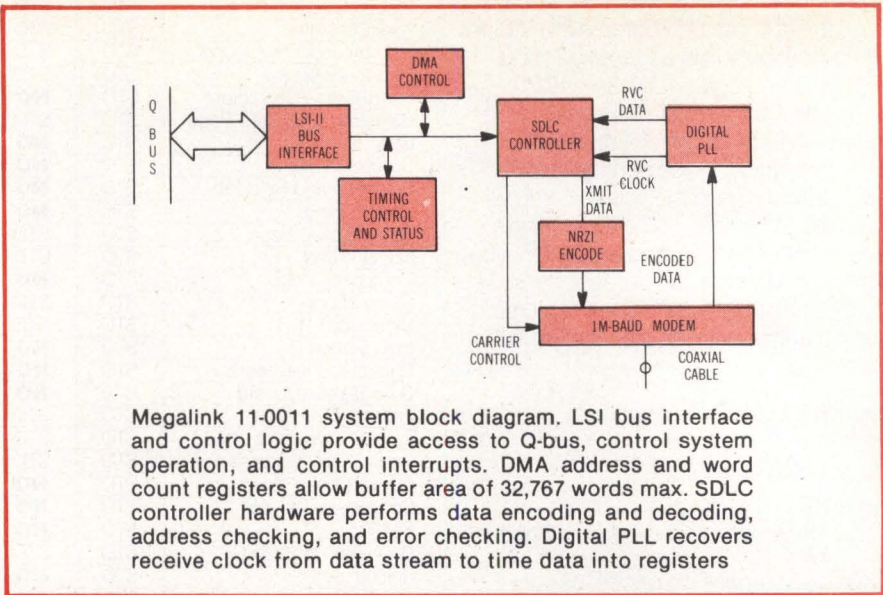 DMA
CONTROL
Q
B
U
S
LSI-II
BUS
INTERFACE
SDLC
CONTROLLER
RVC
DATA
DIGITAL
PLL
RVC
CLOCK
TIMING
CONTROL
AND STATUS
XMIT
DATA
NRZI
ENCODE
ENCODED
DATA
1M-BAUD MODEM
CARRIER
CONTROL
COAXIAL
CABLE
Megalink 11-0011 system block diagram. LSI bus interface
and control logic provide access to Q-bus, control system
operation, and control interrupts. DMA address and word
count registers allow buffer area of 32,767 words max. SDLC
controller hardware performs data encoding and decoding,
address checking, and error checking. Digital PLL recovers
receive clock from data stream to time data into registers